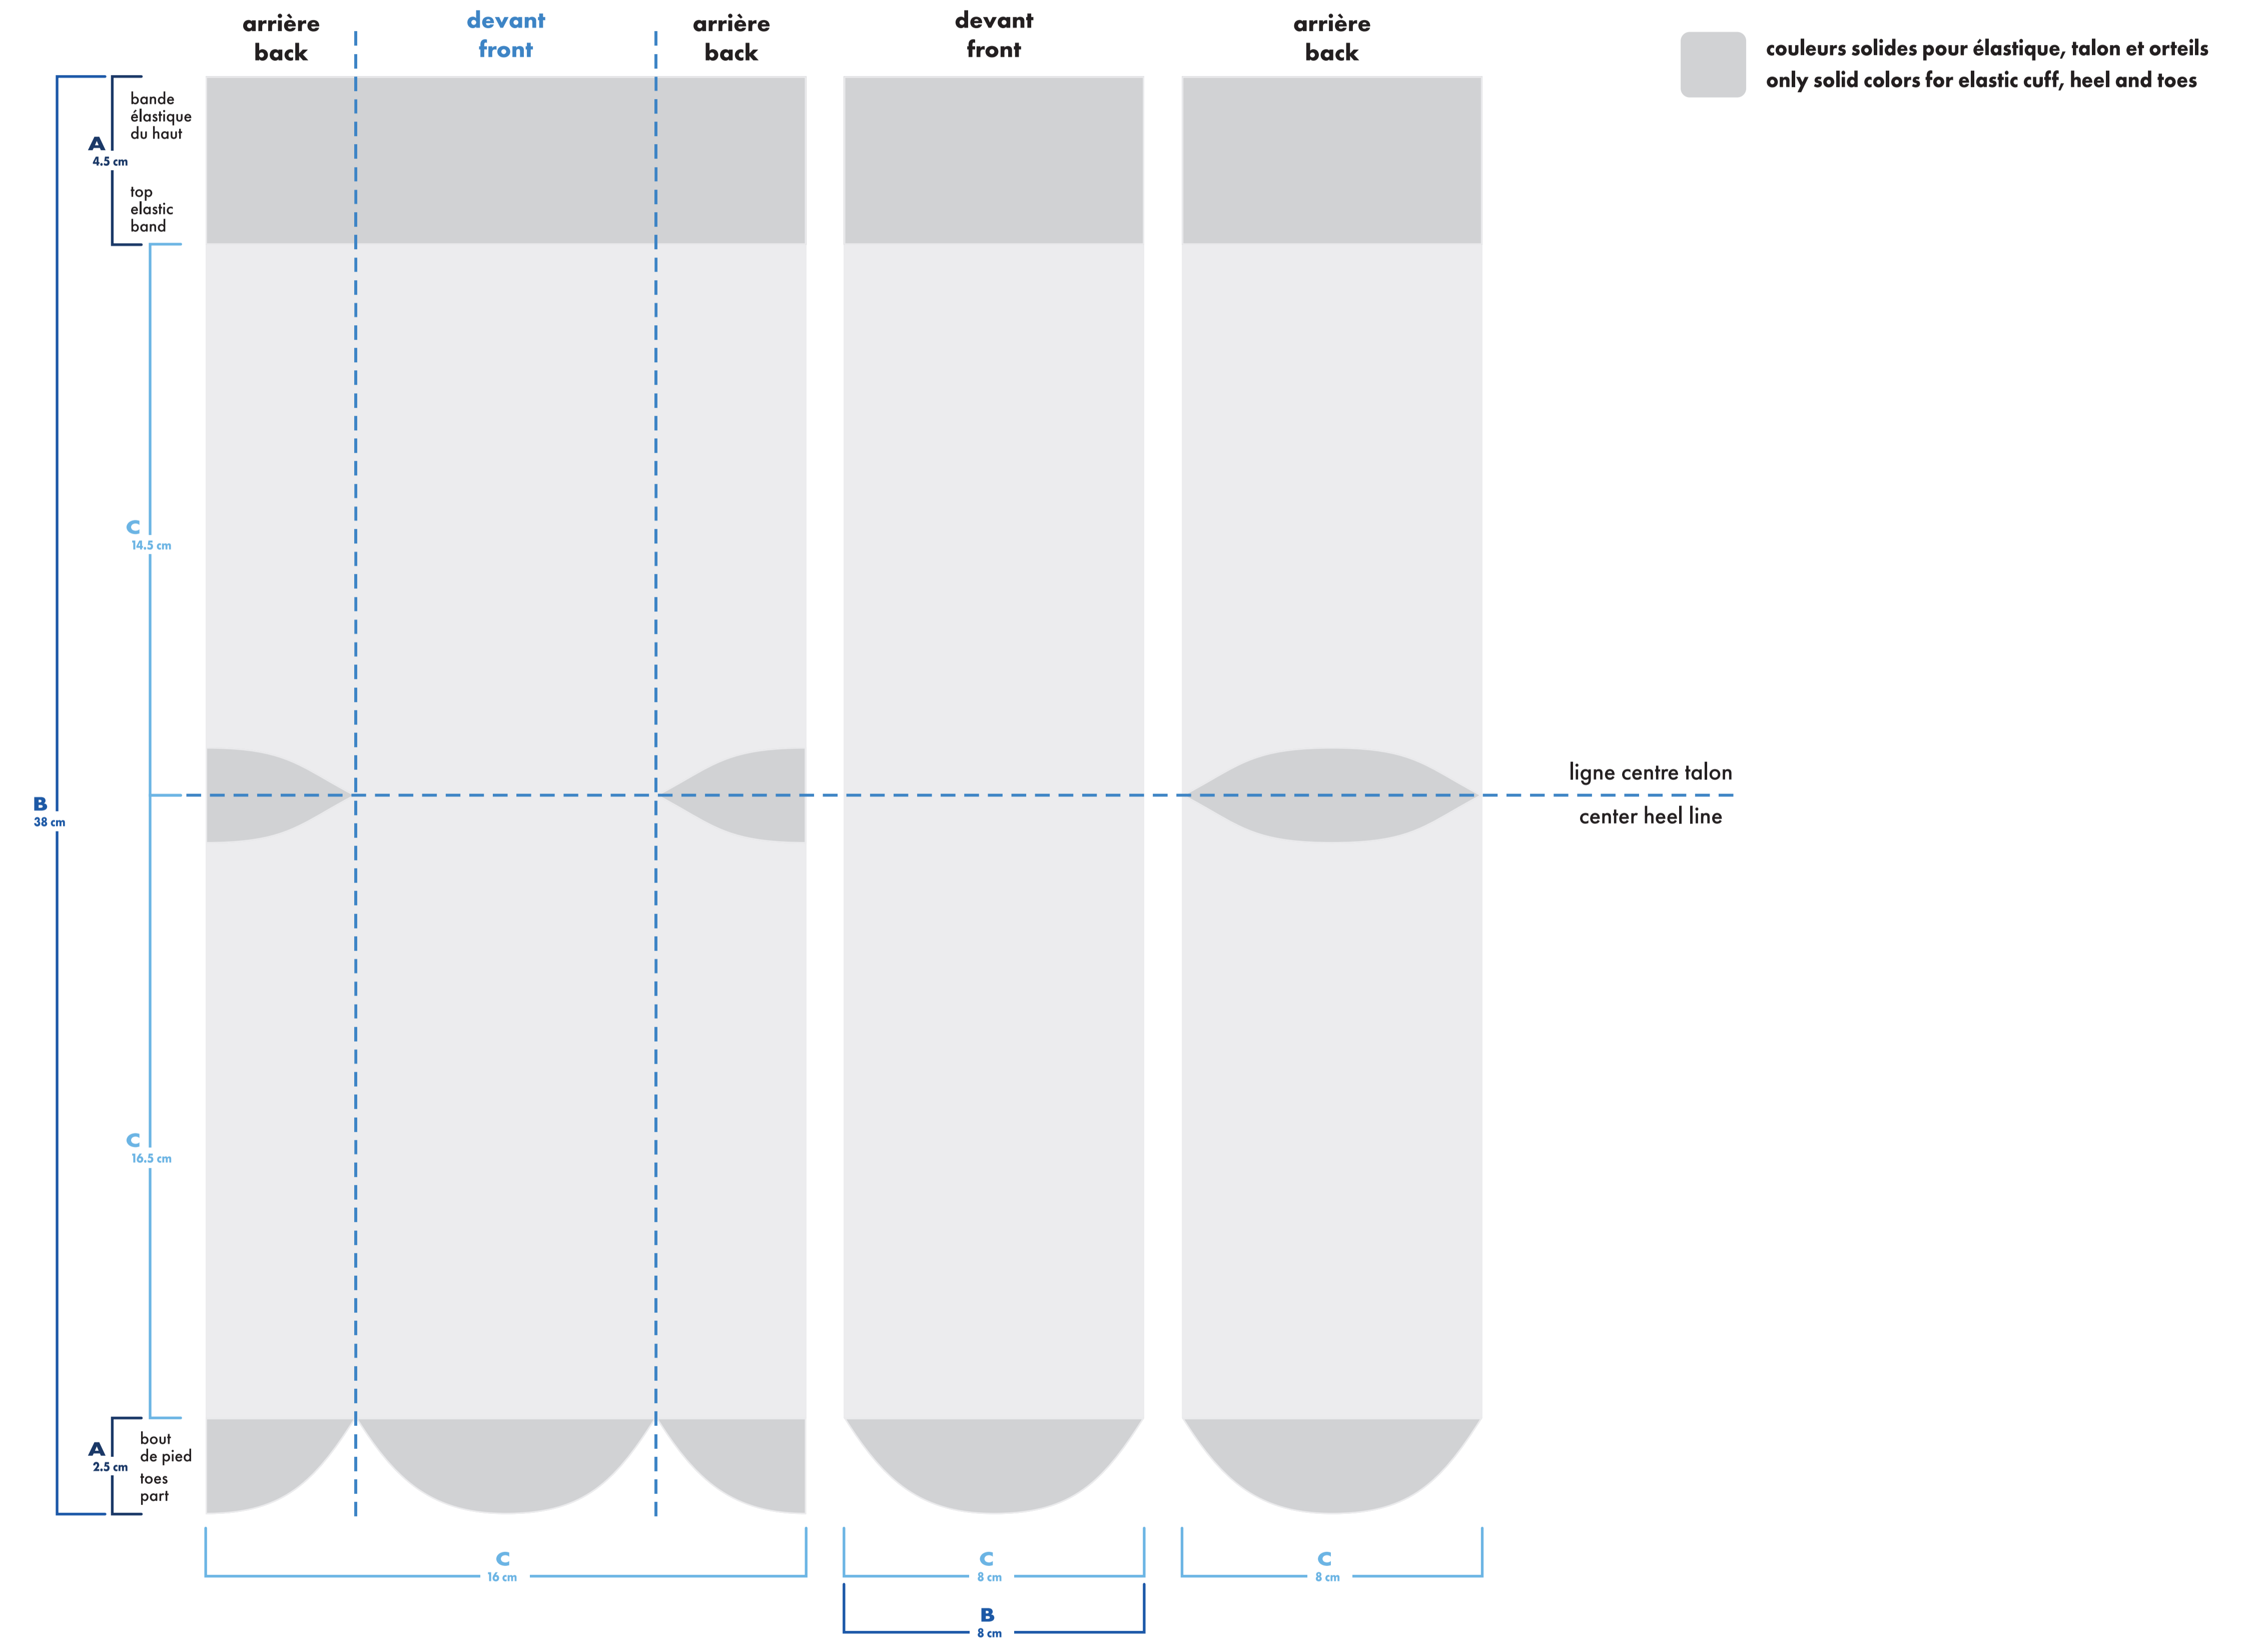 arrière
back
devant
front
arrière
back
devant
front
arrière
back
couleurs solides pour élastique, talon et orteils
only solid colors for elastic cuff, heel and toes
bande
élastique
du haut
A
4.5 cm
top
elastic
band
C
14.5 cm
ligne centre talon
B
38 cm
center heel line
C
16.5 cm
bout
de pied
A
2.5 cm
toes
part
C
16 cm
C
8 cm
C
8 cm
B
8 cm